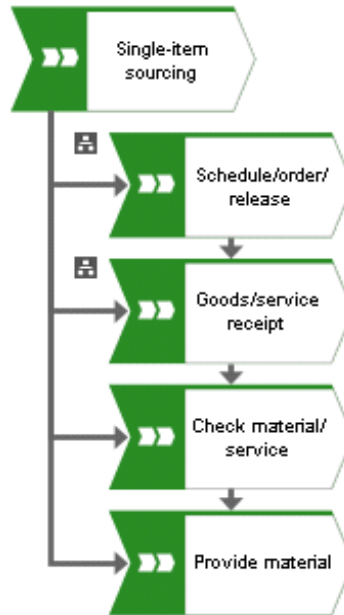 Single-item
sourcing
Schedule/order/
release
Goods/service
receipt
Check material/
service
Provide material